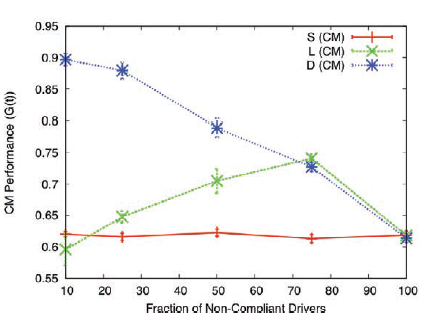 0.95
0.9
0.85
0.8
0.75
0.7
0.65
0.6
0.55
CM Performance (G(t))
S (CM)
L (CM)
D (CM)
10 20 30 40 50 60 70 80 90 100
Fraction of Non-Compliant Drivers